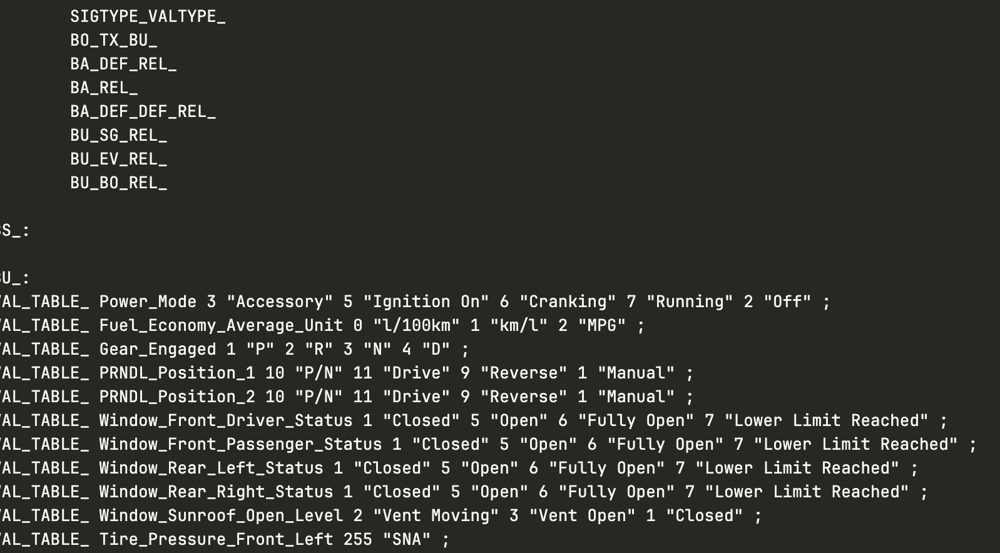 SIGTYPE_VALTYPE_
BO_TX_BU_
BA_DEF_REL_
BA_REL_
BA_DEF_DEF_REL_
BU_SG_REL_
BU_EV_REL_
BU_BO_REL_
S_:
U_:
AL_TABLE_ Power_Mode 3 "Accessory" 5 "Ignition On" 6 "Cranking" 7 "Running" 2 "Off" ;
AL_TABLE_ Fuel_Economy_Average_Unit 0 "l/100km" 1 "km/l" 2 "MPG" ;
AL_TABLE_ Gear_Engaged 1 "P" 2 "R" 3 "N" 4 "D" ;
AL_TABLE_ PRNDL_Position_1 10 "P/N" 11 "Drive" 9 "Reverse" 1 "Manual" ;
AL_TABLE_ PRNDL_Position_2 10 "P/N" 11 "Drive" 9 "Reverse" 1 "Manual" ;
AL_TABLE_ Window_Front_Driver_Status 1 "Closed" 5 "Open" 6 "Fully Open" 7 "Lower Limit Reached" ;
AL_TABLE_ Window_Front_Passenger_Status 1 "Closed" 5 "Open" 6 "Fully Open" 7 "Lower Limit Reached" ;
AL_TABLE_ Window_Rear_Left_Status 1 "Closed" 5 "Open" 6 "Fully Open" 7 "Lower Limit Reached" ;
AL_TABLE_ Window_Rear_Right_Status 1 "Closed" 5 "Open" 6 "Fully Open" 7 "Lower Limit Reached" ;
AL_TABLE_ Window_Sunroof_Open_Level 2 "Vent Moving" 3 "Vent Open" 1 "Closed" ;
AL_TABLE_ Tire_Pressure_Front_Left 255 "SNA" ;